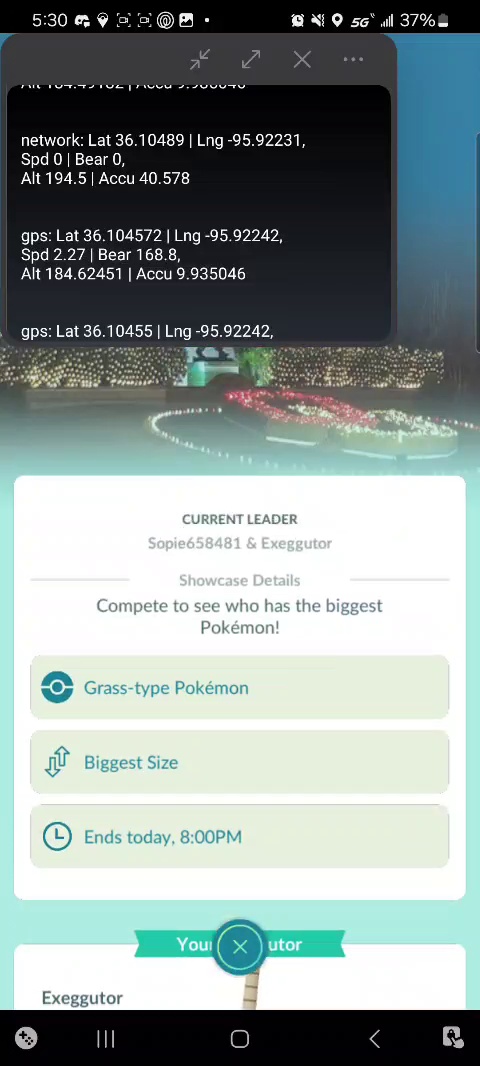 5:30
5G
37%
Alt 184.49182 | Accu 9.986046
network: Lat 36.10489 | Lng -95.92231,
Spd 0 | Bear 0,
Alt 194.5 | Accu 40.578
gps: Lat 36.104572 | Lng -95.92242,
Spd 2.27 | Bear 168.8,
Alt 184.62451 | Accu 9.935046
gps: Lat 36.10455 | Lng -95.92242,
CURRENT LEADER
Sopie658481 & Exeggutor
Showcase Details
Compete to see who has the biggest
Pokémon!
Grass-type Pokémon
Biggest Size
Ends today, 8:00PM
Your utor
Exeggutor